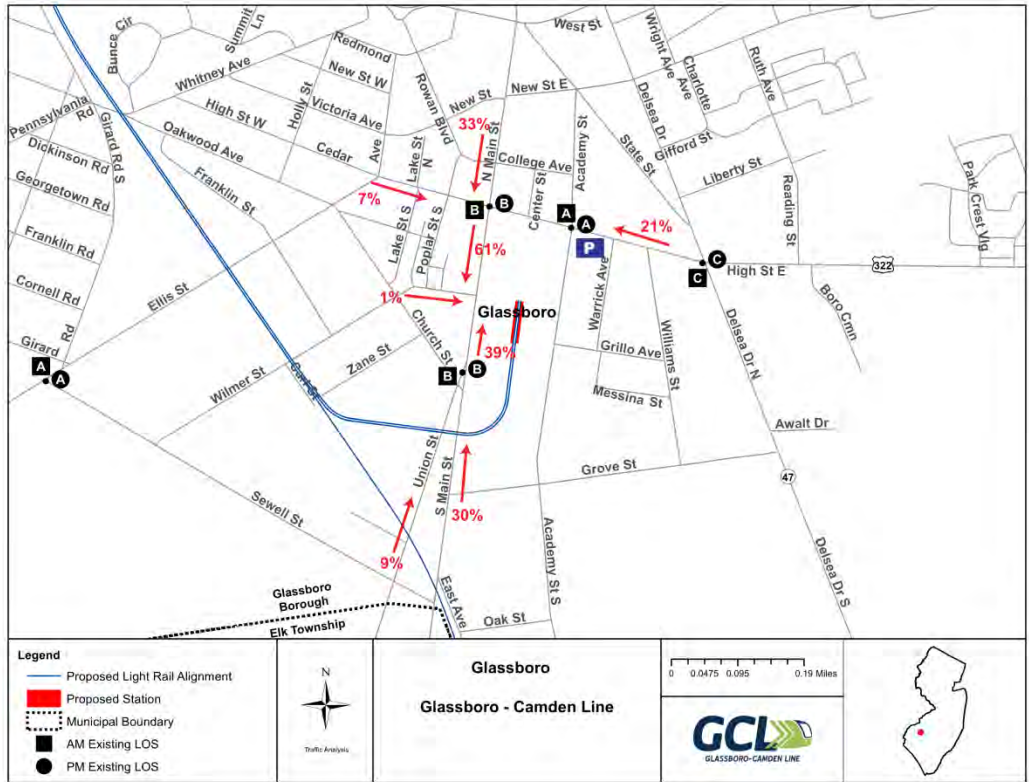 Bunce Cir
Summit Ln
Whitney Ave
Redmond
New St W
Holly St
Victoria Ave
Ave
High St W
Cedar
Oakwood Ave
Pennsylvania Rd
Girard Rd S
Dickinson Rd
Georgetown Rd
Franklin Rd
Cornell Rd
Girard Rd
Franklin St
Ellis St
Rowan Blvd
New St
New St E
West St
Wright Ave
Charlotte Ave
Ruth Ave
Delsea Dr
Gifford St
State St
Liberty St
Reading St
Park Crest Vlg
N Main St
College Ave
Center St
Academy St
Lake St N
Lake St S
Poplar St S
33%
7%
61%
21%
1%
39%
30%
9%
B
B
A
A
P
C
C
High St E
322
Boro Cmn
Glassboro
Warrick Ave
Williams St
Delsea Dr N
Grillo Ave
Messina St
Church St
Zane St
Wilmer St
B
B
A
A
Union St
S Main St
Grove St
Awalt Dr
47
Delsea Dr S
Academy St S
Sewell St
East Ave
Oak St
Glassboro Borough
Elk Township
Legend
Proposed Light Rail Alignment
Proposed Station
Municipal Boundary
AM Existing LOS
PM Existing LOS
N
Traffic Analysis
Glassboro
Glassboro - Camden Line
0 0.0475 0.095 0.19 Miles
GCL
GLASSBORO-CAMDEN LINE